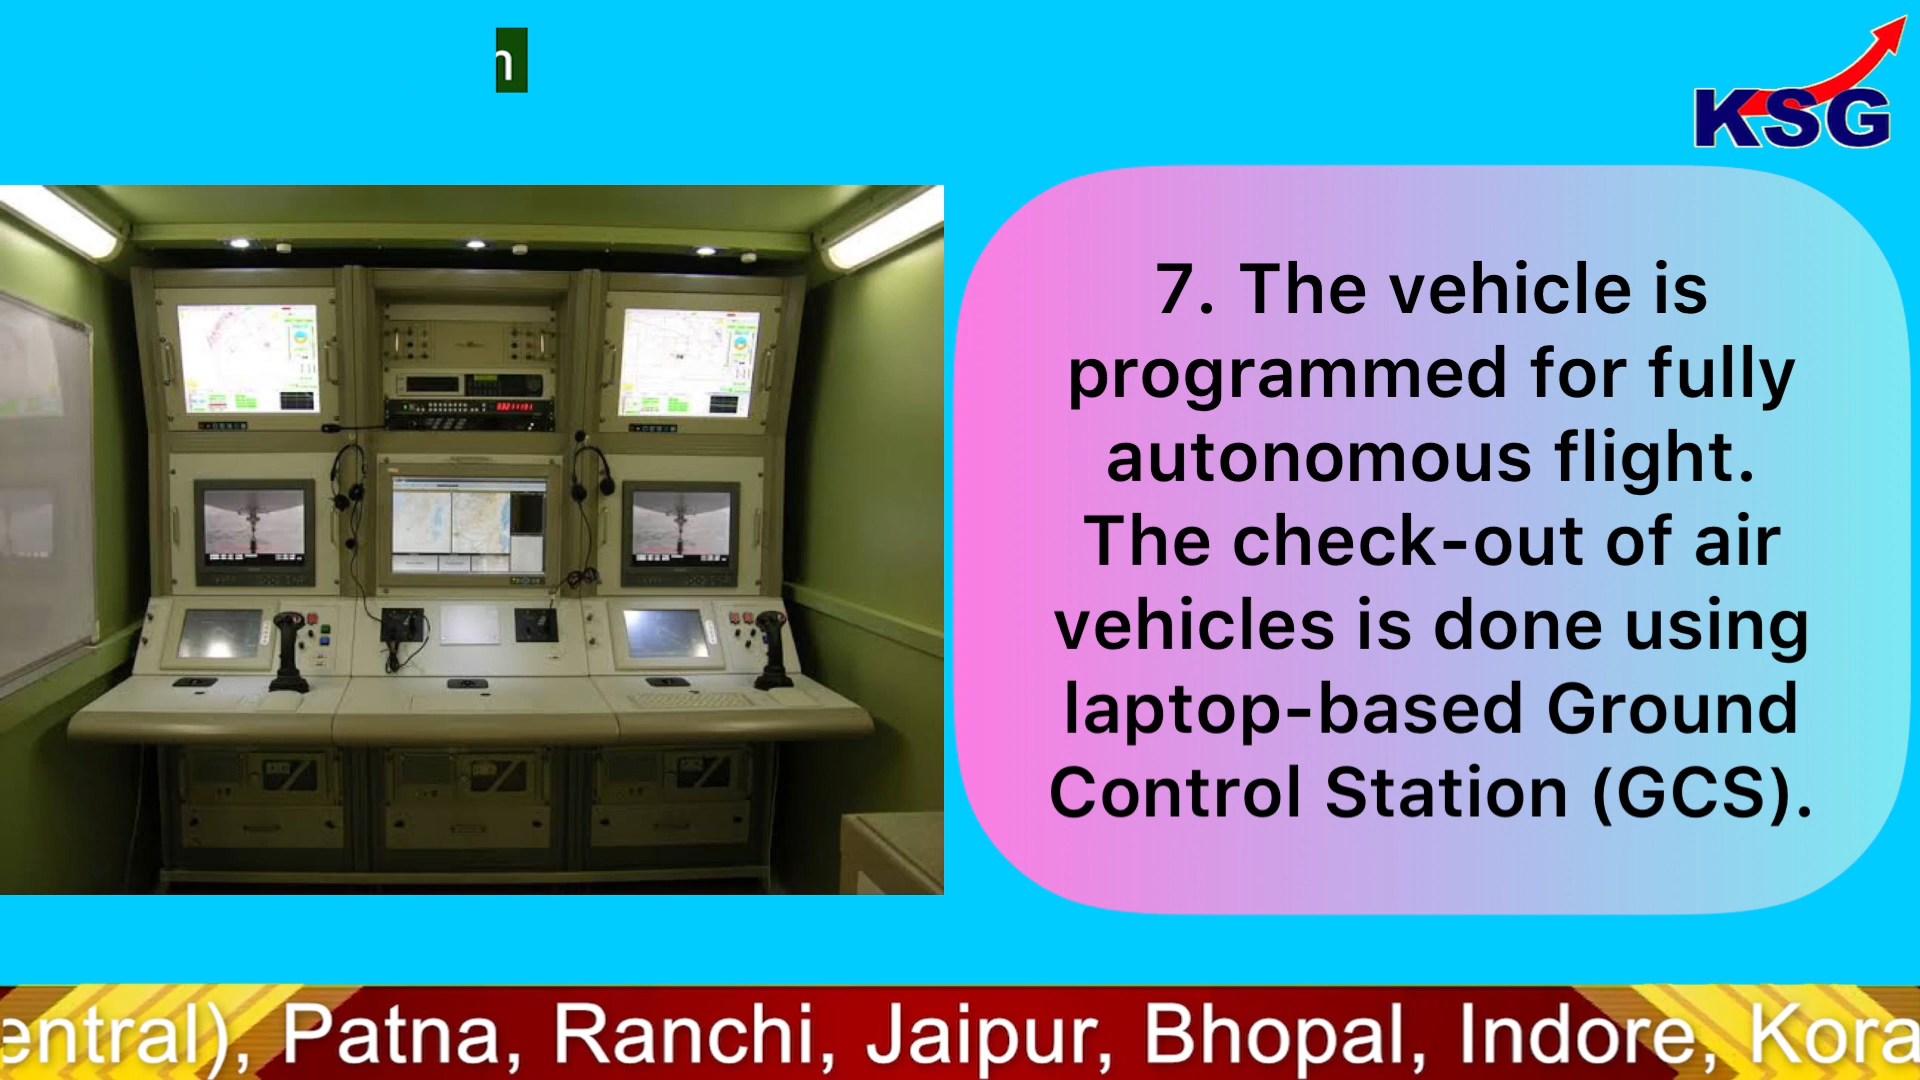 n
KSG
7. The vehicle is
programmed for fully
autonomous flight.
The check-out of air
vehicles is done using
laptop-based Ground
Control Station (GCS).
entral), Patna, Ranchi, Jaipur, Bhopal, Indore, Kora